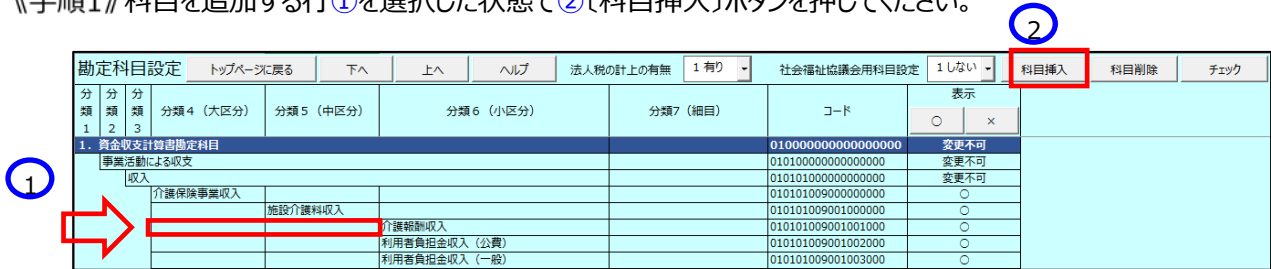 《手順1》科目を追加する行①を選択した状態で②〔科目挿入〕ボタンを押してください。
2
勘定科目設定 トップページに戻る 下へ 上へ ヘルプ 法人税の計上の有無 1 有り 社会福祉協議会用科目設定 1 しない 科目挿入 科目削除 チェック
分類1 分類2 分類3 分類4（大区分） 分類5（中区分） 分類6（小区分） 分類7（細目） コード 表示
○ ×
1. 資金収支計算書勘定科目 010000000000000000 変更不可
事業活動による収支 010100000000000000 変更不可
1
収入 010101000000000000 変更不可
介護保険事業収入 010101009000000000 ○
施設介護料収入 010101009001000000 ○
介護報酬収入 010101009001001000 ○
利用者負担金収入（公費） 010101009001002000 ○
利用者負担金収入（一般） 010101009001003000 ○